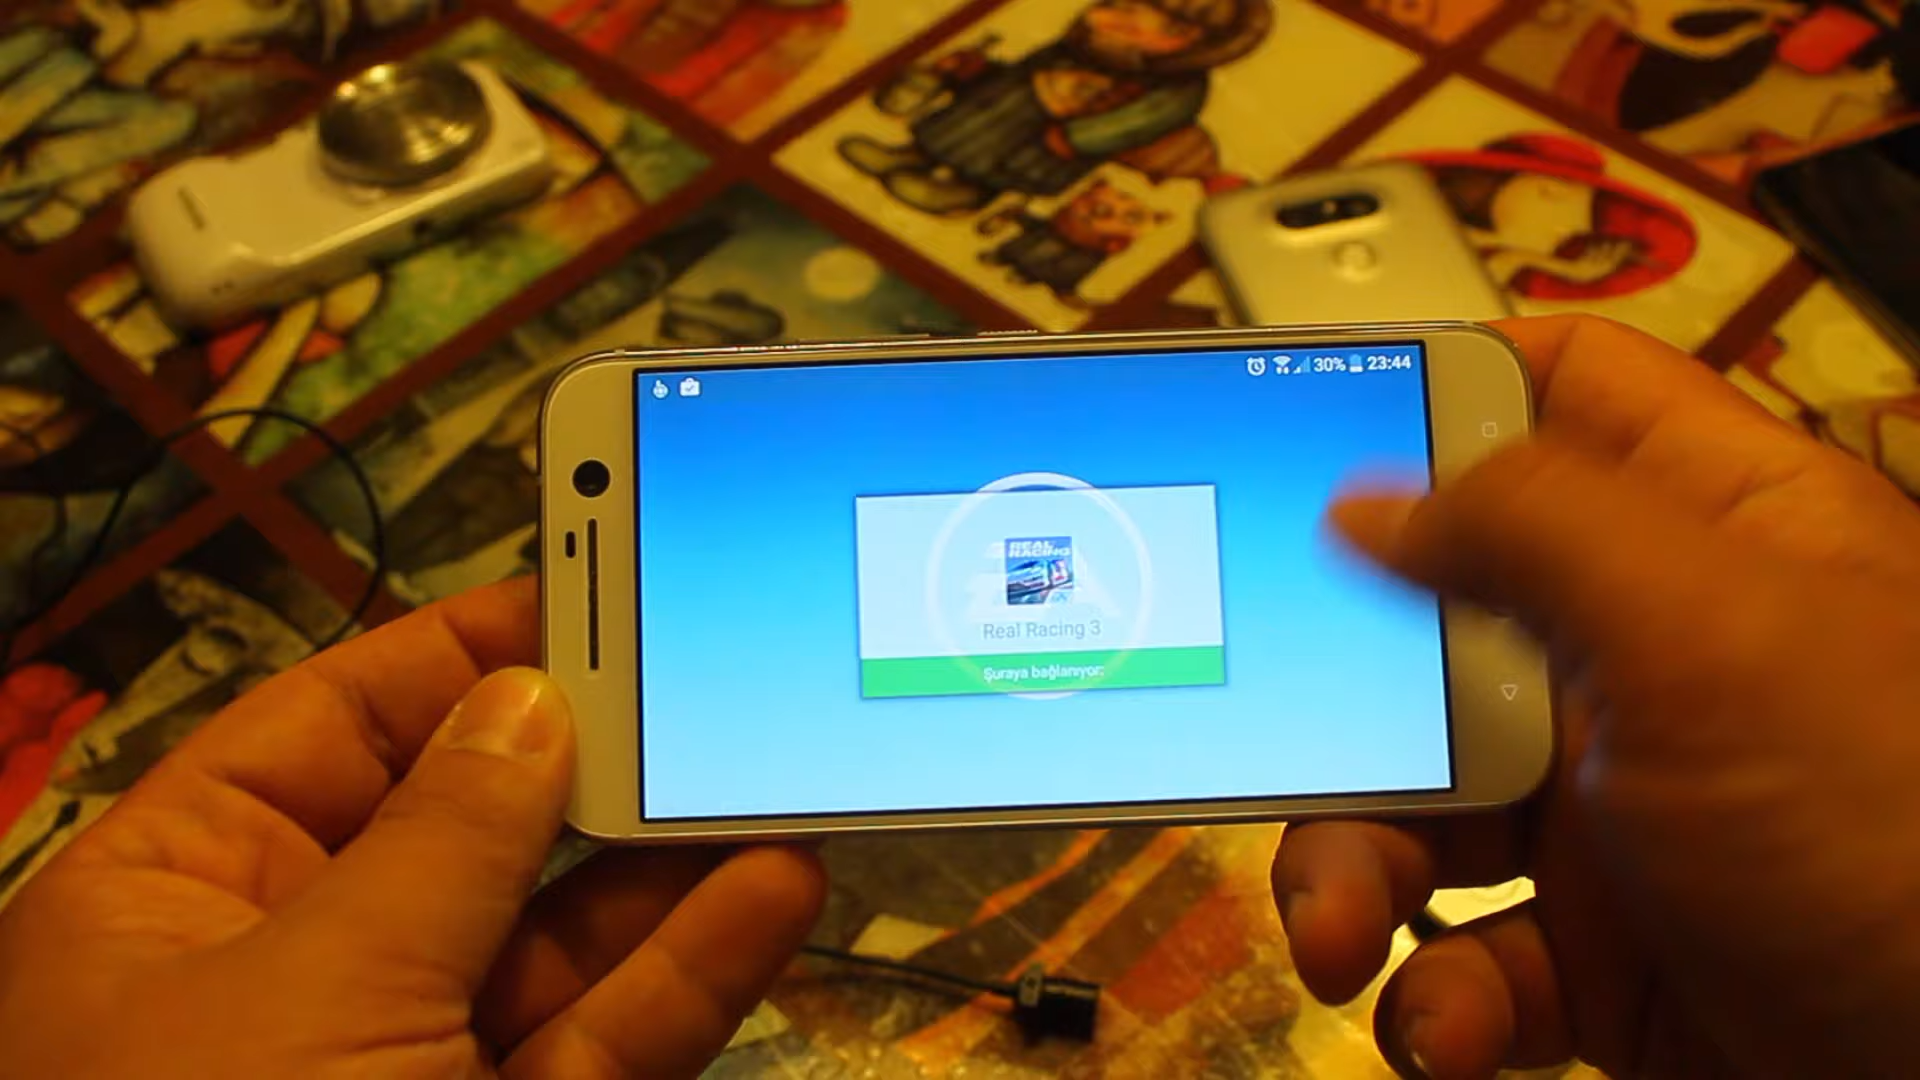 30% 23:44
REAL
RACING
Real Racing 3
Şuraya bağlanıyor: